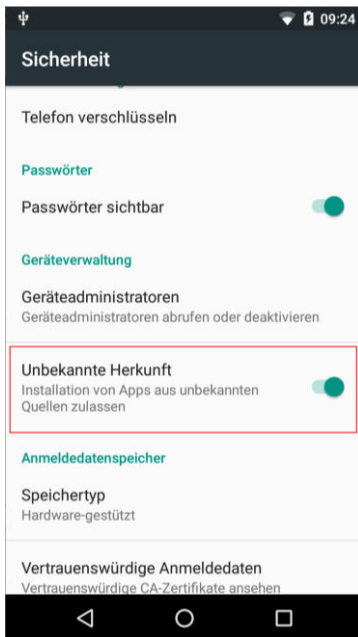 09:24
Sicherheit
Telefon verschlüsseln
Passwörter
Passwörter sichtbar
Geräteverwaltung
Geräteadministratoren
Geräteadministratoren abrufen oder deaktivieren
Unbekannte Herkunft
Installation von Apps aus unbekannten
Quellen zulassen
Anmeldedatenspeicher
Speichertyp
Hardware-gestützt
Vertrauenswürdige Anmeldedaten
Vertrauenswürdige CA-Zertifikate ansehen